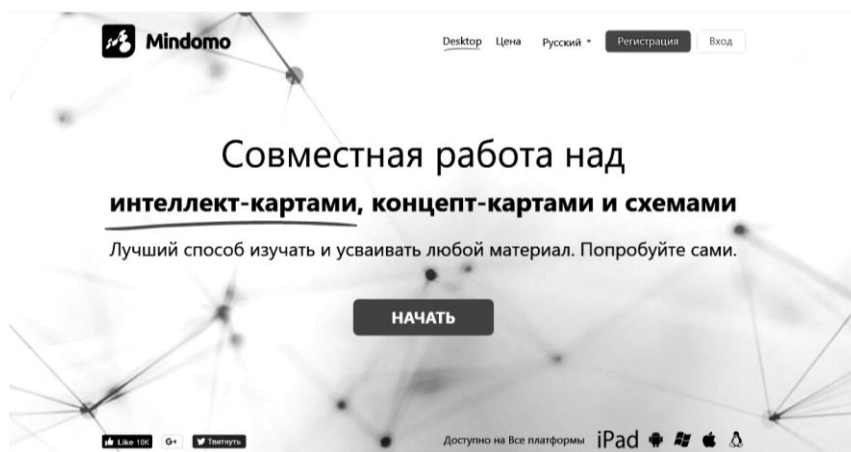 Mindomo
Desktop Цена Русский Регистрация Вход
Совместная работа над
интеллект-картами, концепт-картами и схемами
Лучший способ изучать и усваивать любой материал. Попробуйте сами.
НАЧАТЬ
Like 10K G+ Твитнуть Доступно на Все платформы iPad